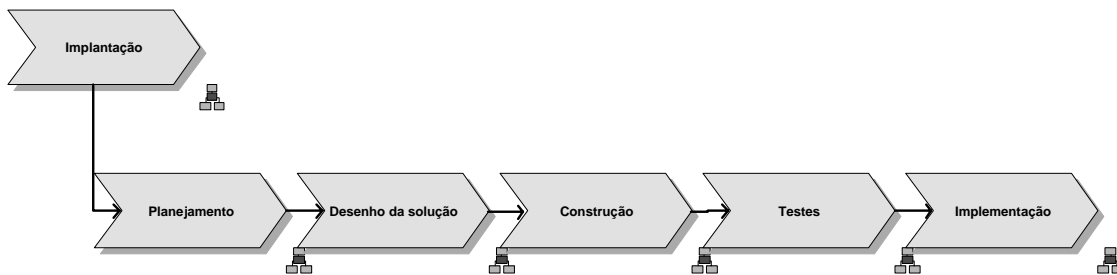 Implantação
Planejamento
Desenho da solução
Construção
Testes
Implementação